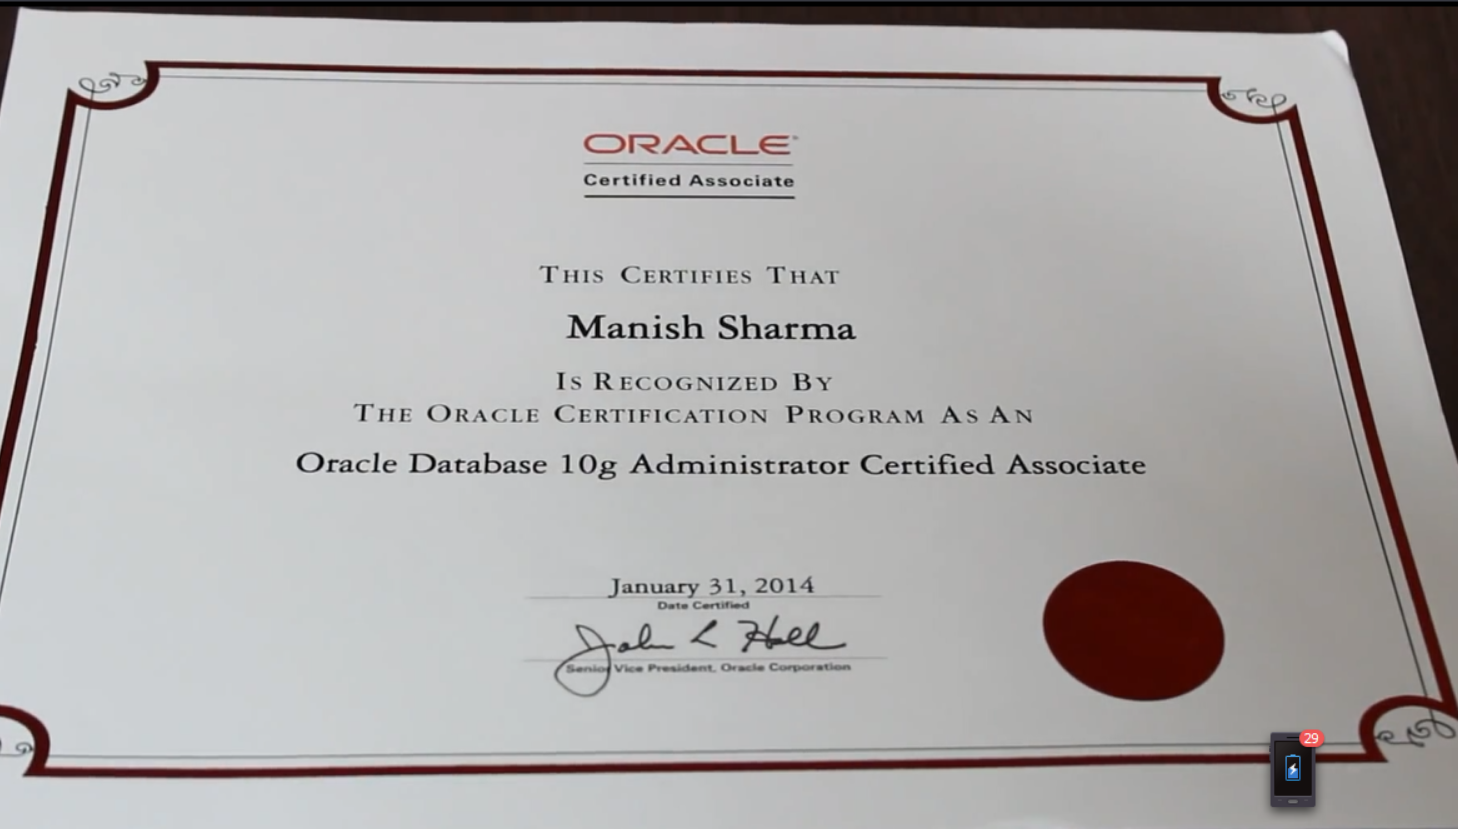 ORACLE
Certified Associate
THIS CERTIFIES THAT
Manish Sharma
IS RECOGNIZED BY
THE ORACLE CERTIFICATION PROGRAM AS AN
Oracle Database 10g Administrator Certified Associate
January 31, 2014
Date Certified
John L Hall
Senior Vice President, Oracle Corporation
29